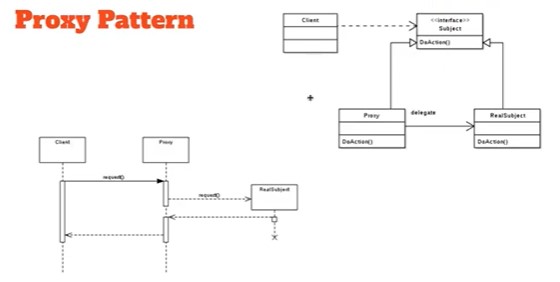 Proxy Pattern
Client
<<interface>>
Subject
DoAction()
Proxy
DoAction()
delegate
RealSubject
DoAction()
Client
Proxy
request()
request()
RealSubject